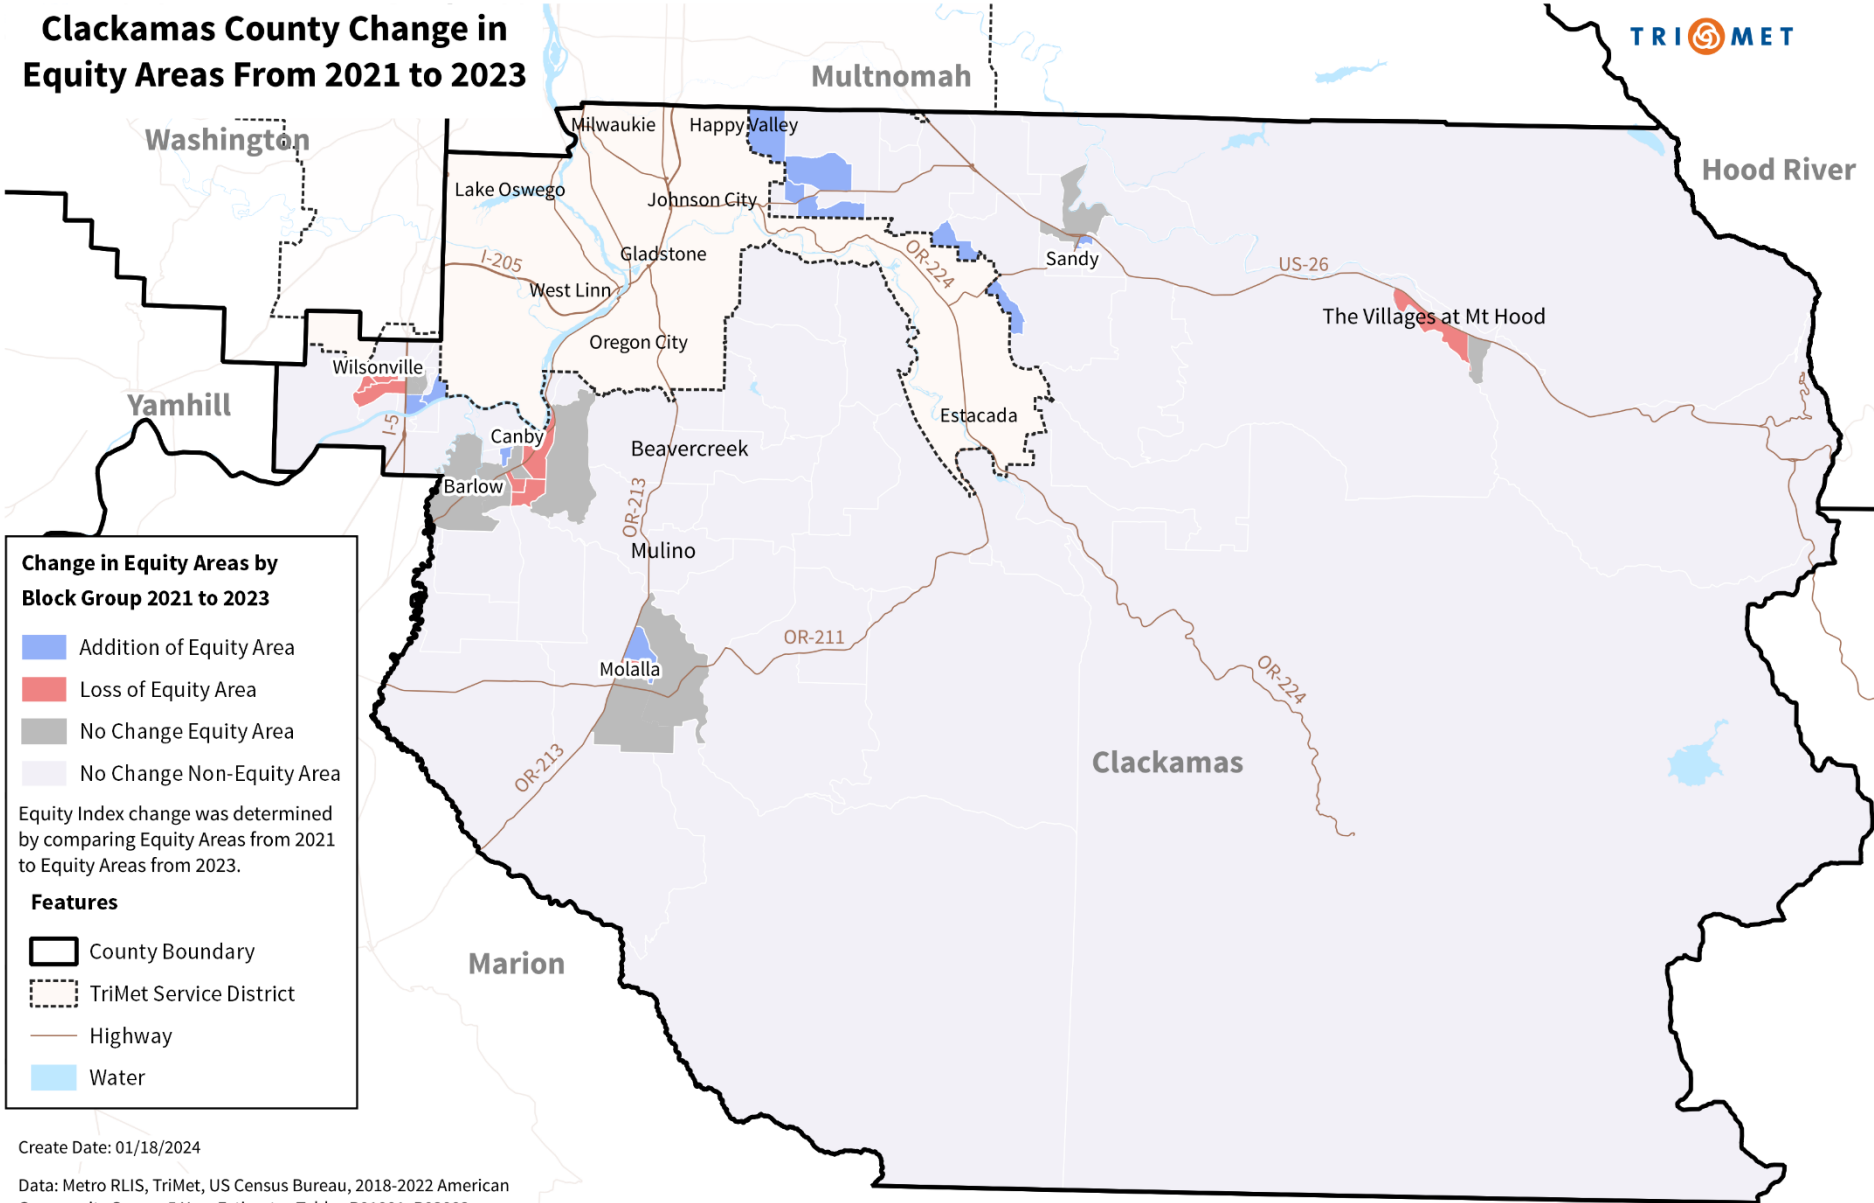 Clackamas County Change in
Equity Areas From 2021 to 2023
TRI MET
Multnomah
Washington
Hood River
Yamhill
Marion
Clackamas
Milwaukie
Happy Valley
Lake Oswego
Johnson City
Gladstone
I-205
West Linn
OR-224
Sandy
US-26
The Villages at Mt Hood
Oregon City
Wilsonville
I-5
Canby
Estacada
Beavercreek
Barlow
OR-213
Mulino
OR-211
Molalla
OR-224
OR-213
Change in Equity Areas by
Block Group 2021 to 2023
Addition of Equity Area
Loss of Equity Area
No Change Equity Area
No Change Non-Equity Area
Equity Index change was determined
by comparing Equity Areas from 2021
to Equity Areas from 2023.
Features
County Boundary
TriMet Service District
Highway
Water
Create Date: 01/18/2024
Data: Metro RLIS, TriMet, US Census Bureau, 2018-2022 American